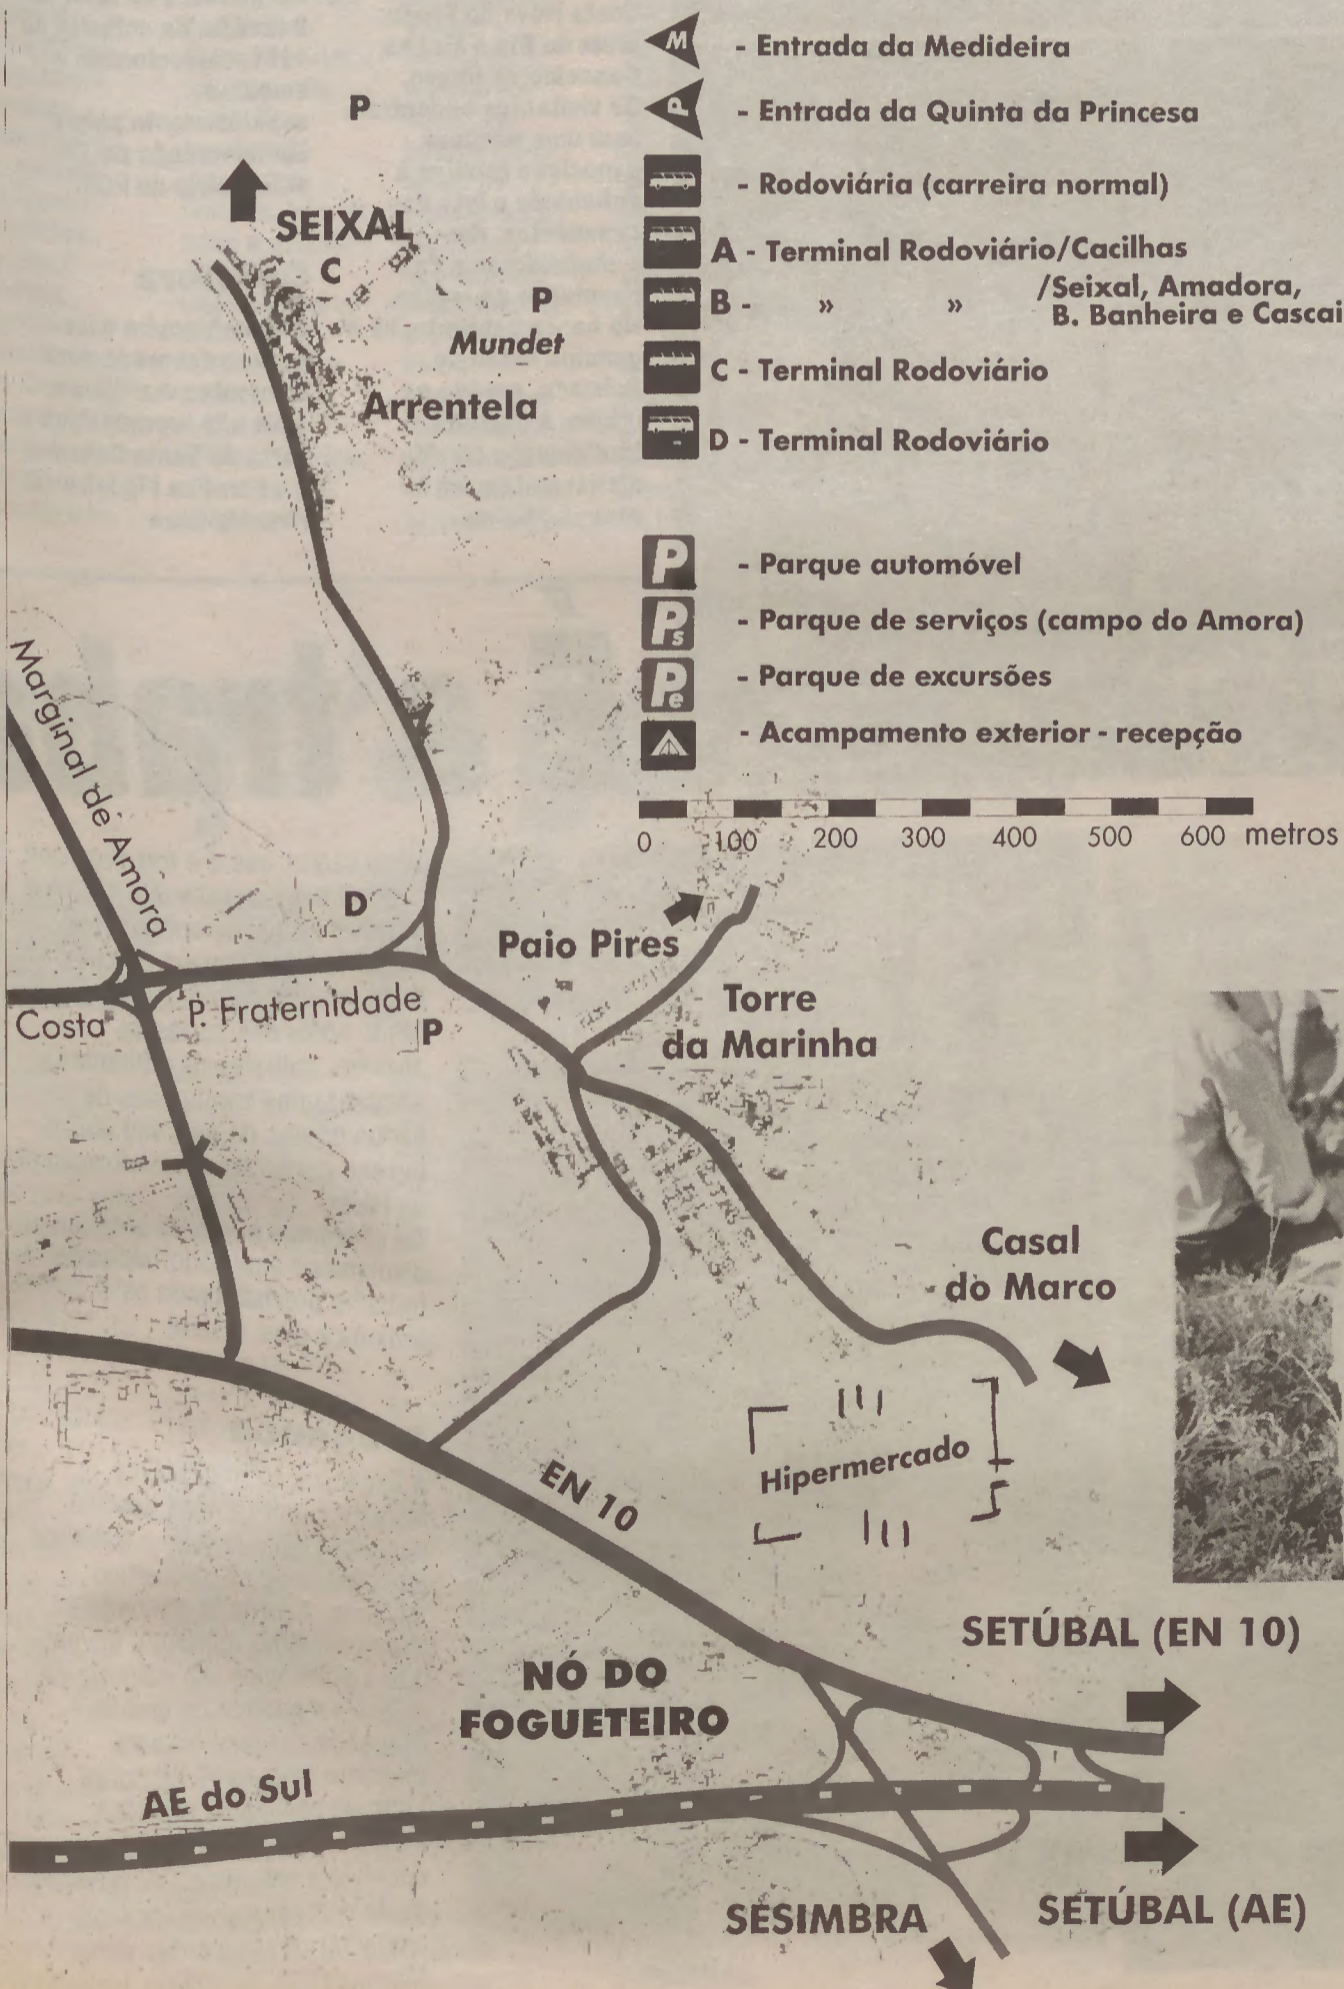 M - Entrada da Medideira
P - Entrada da Quinta da Princesa
- Rodoviária (carreira normal)
A - Terminal Rodoviário/Cacilhas
B - » » /Seixal, Amadora,
B. Banheira e Cascai
C - Terminal Rodoviário
D - Terminal Rodoviário
P - Parque automóvel
Ps - Parque de serviços (campo do Amora)
Pe - Parque de excursões
- Acampamento exterior - recepção
0 100 200 300 400 500 600 metros
P
SEIXAL
C
P
Mundet
Arrentela
Marginal de Amora
D
Paio Pires
Costa
P. Fraternidade
P
Torre
da Marinha
Casal
do Marco
Hipermercado
EN 10
SETÚBAL (EN 10)
NÓ DO
FOGUETEIRO
AE do Sul
SESIMBRA
SETÚBAL (AE)